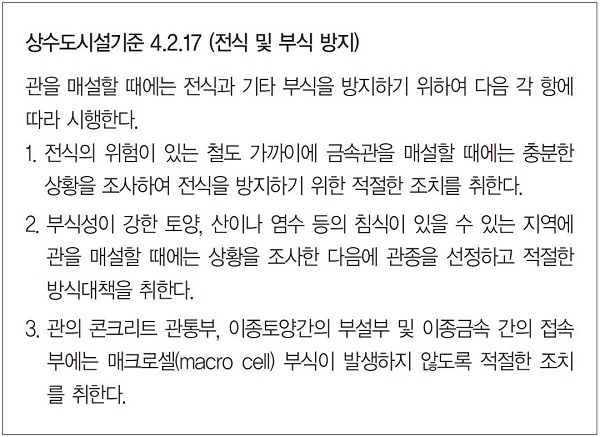 상수도시설기준 4.2.17 (전식 및 부식 방지)
관을 매설할 때에는 전식과 기타 부식을 방지하기 위하여 다음 각 항에
따라 시행한다.
1. 전식의 위험이 있는 철도 가까이에 금속관을 매설할 때에는 충분한
상황을 조사하여 전식을 방지하기 위한 적절한 조치를 취한다.
2. 부식성이 강한 토양, 산이나 염수 등의 침식이 있을 수 있는 지역에
관을 매설할 때에는 상황을 조사한 다음에 관종을 선정하고 적절한
방식대책을 취한다.
3. 관의 콘크리트 관통부, 이종토양간의 부설부 및 이종금속 간의 접속
부에는 매크로셀(macro cell) 부식이 발생하지 않도록 적절한 조치
를 취한다.